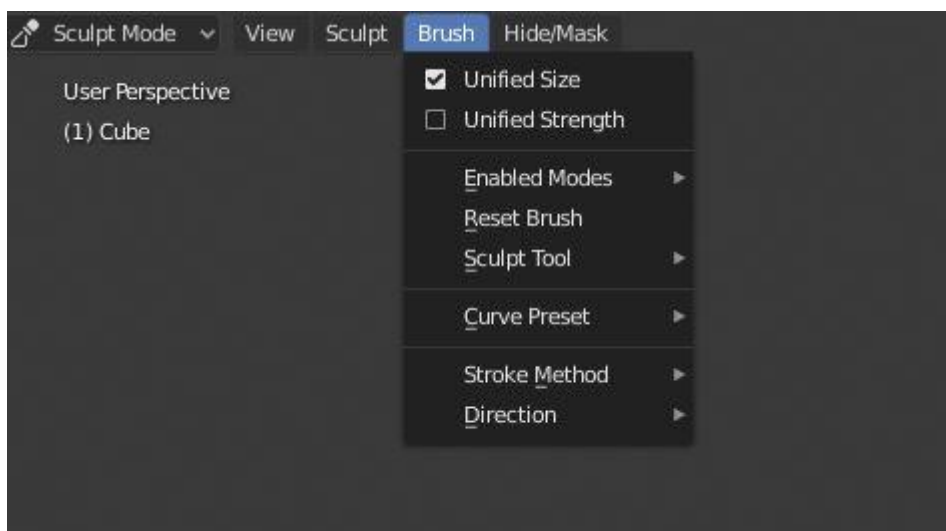 Sculpt Mode View Sculpt Brush Hide/Mask
User Perspective
(1) Cube
Unified Size
Unified Strength
Enabled Modes
Reset Brush
Sculpt Tool
Curve Preset
Stroke Method
Direction